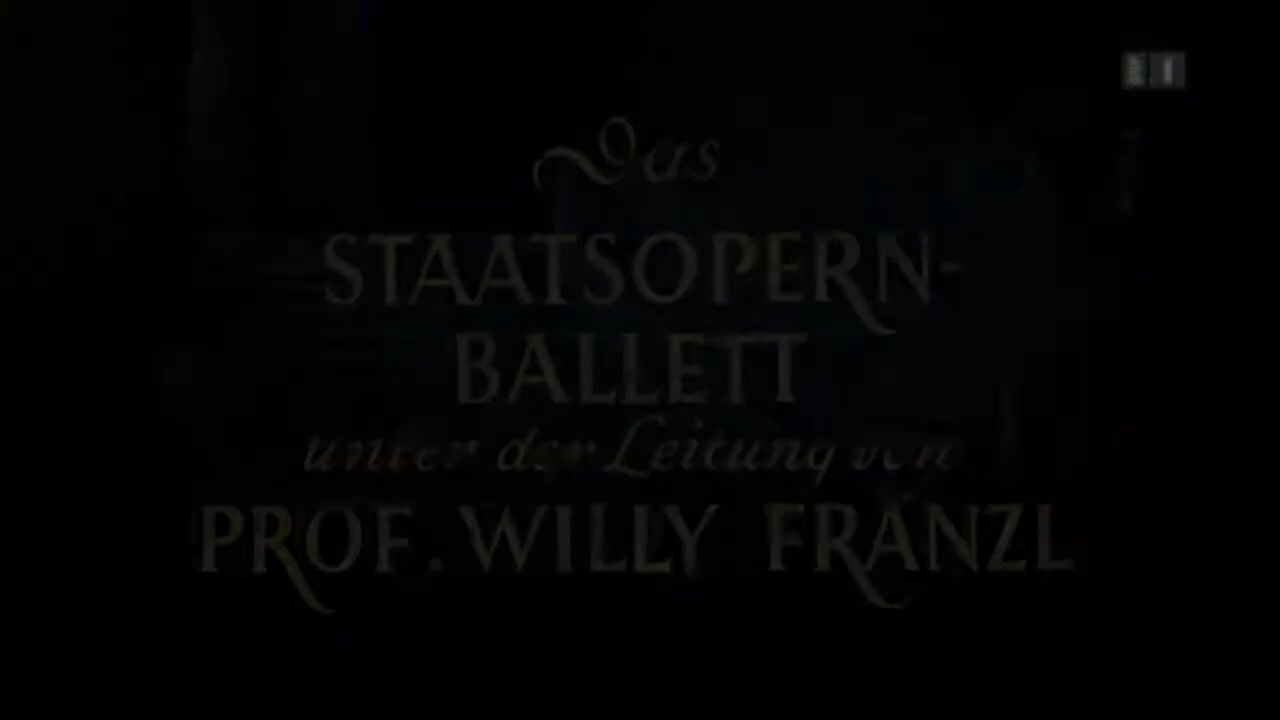 Das
STAATSOPERN-
BALLETT
unter der Leitung von
PROF. WILLY FRÄNZL